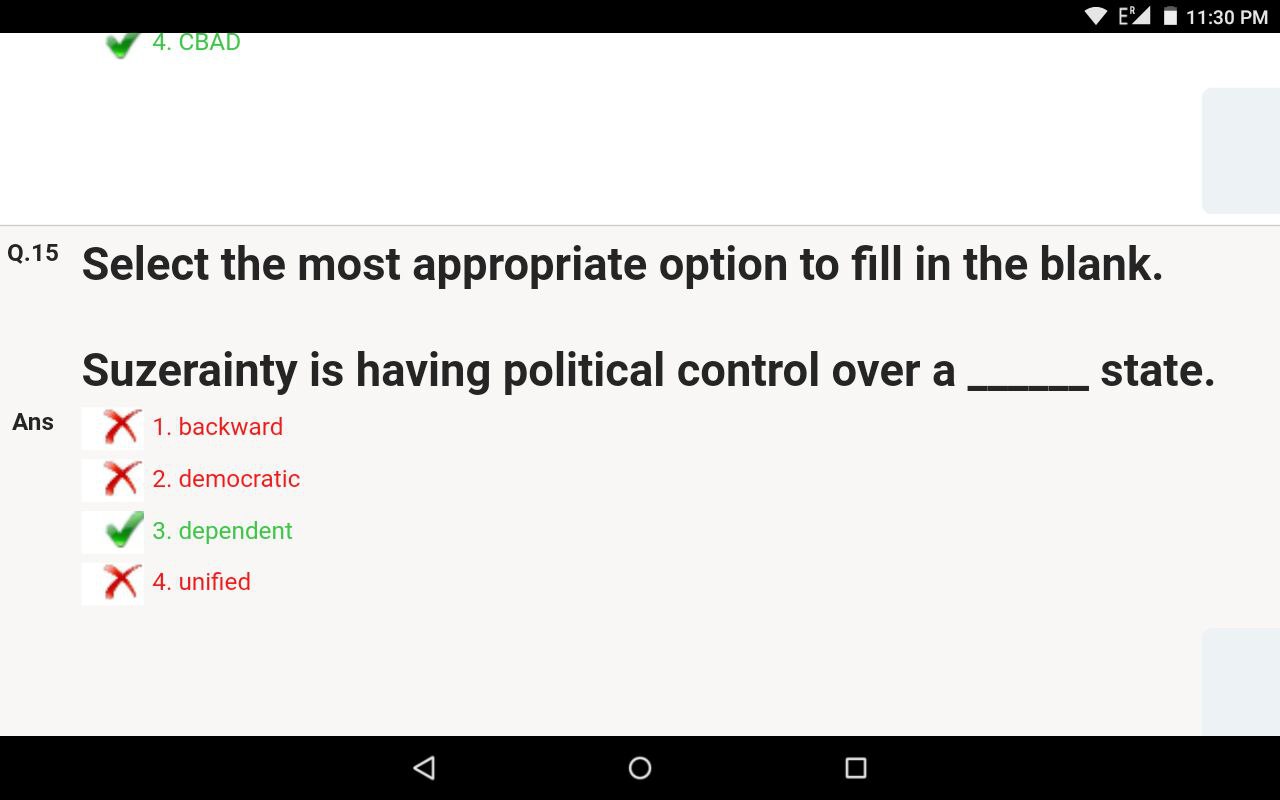 E R 11:30 PM
4. CBAD
Q.15 Select the most appropriate option to fill in the blank.
Suzerainty is having political control over a ______ state.
Ans
1. backward
2. democratic
3. dependent
4. unified